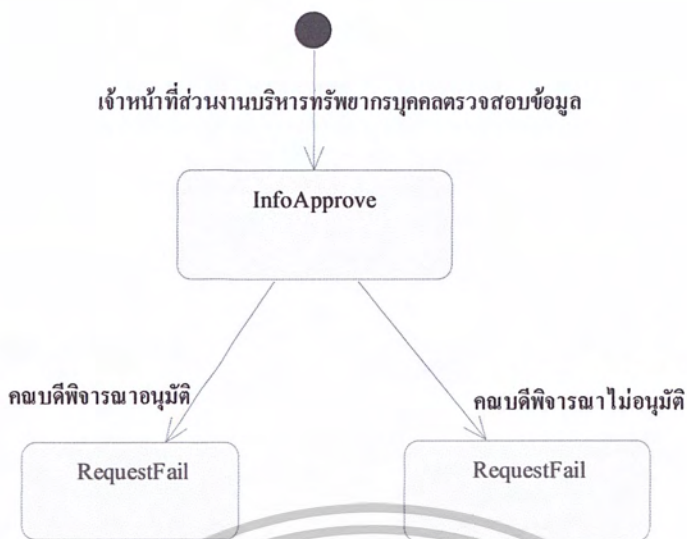 เจ้าหน้าที่ส่วนงานบริหารทรัพยากรบุคคลตรวจสอบข้อมูล
InfoApprove
คณบดีพิจารณาอนุมัติ
คณบดีพิจารณาไม่อนุมัติ
RequestFail
RequestFail